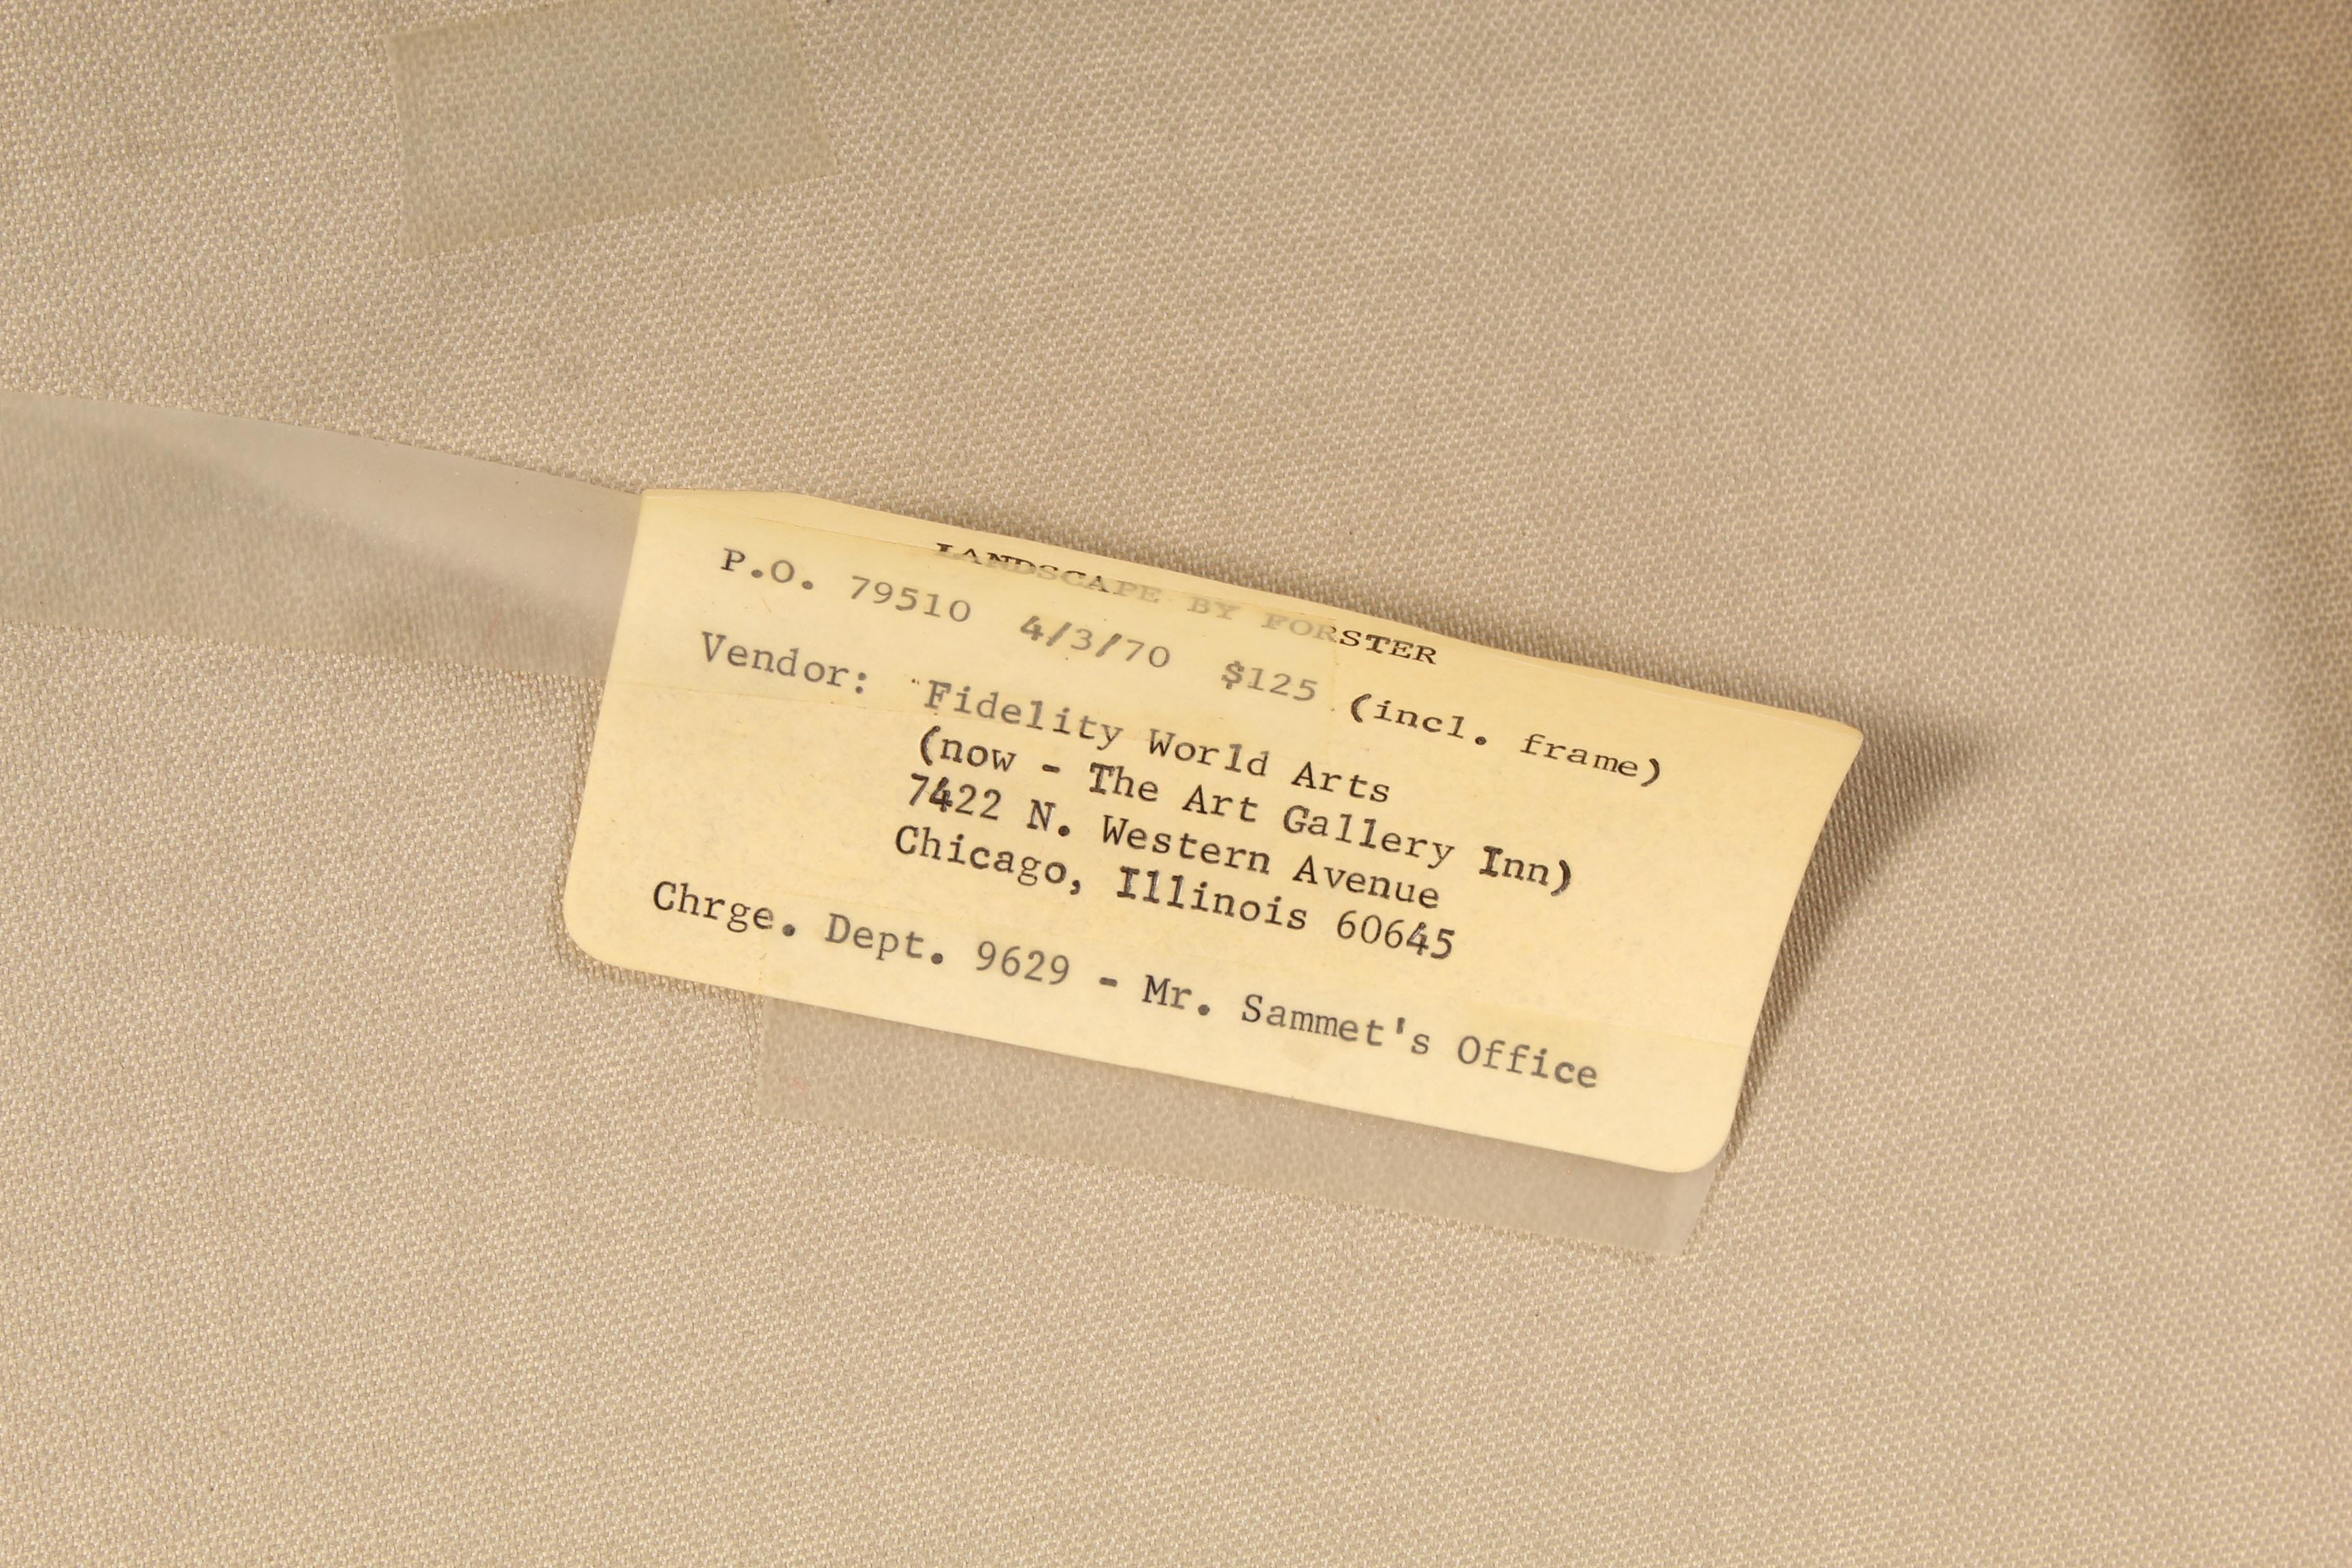 LANDSCAPE BY FORSTER
P.O. 79510 4/3/70 $125 (incl. frame)
Vendor: Fidelity World Arts
(now - The Art Gallery Inn)
7422 N. Western Avenue
Chicago, Illinois 60645
Chrge. Dept. 9629 - Mr. Sammet's Office